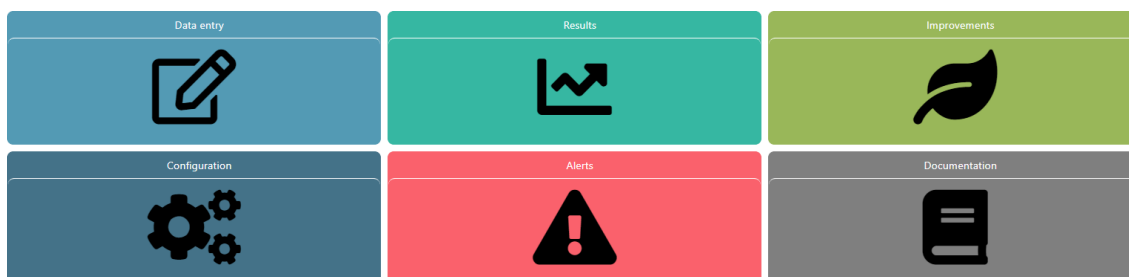 Data entry
Results
Improvements
Configuration
Alerts
Documentation